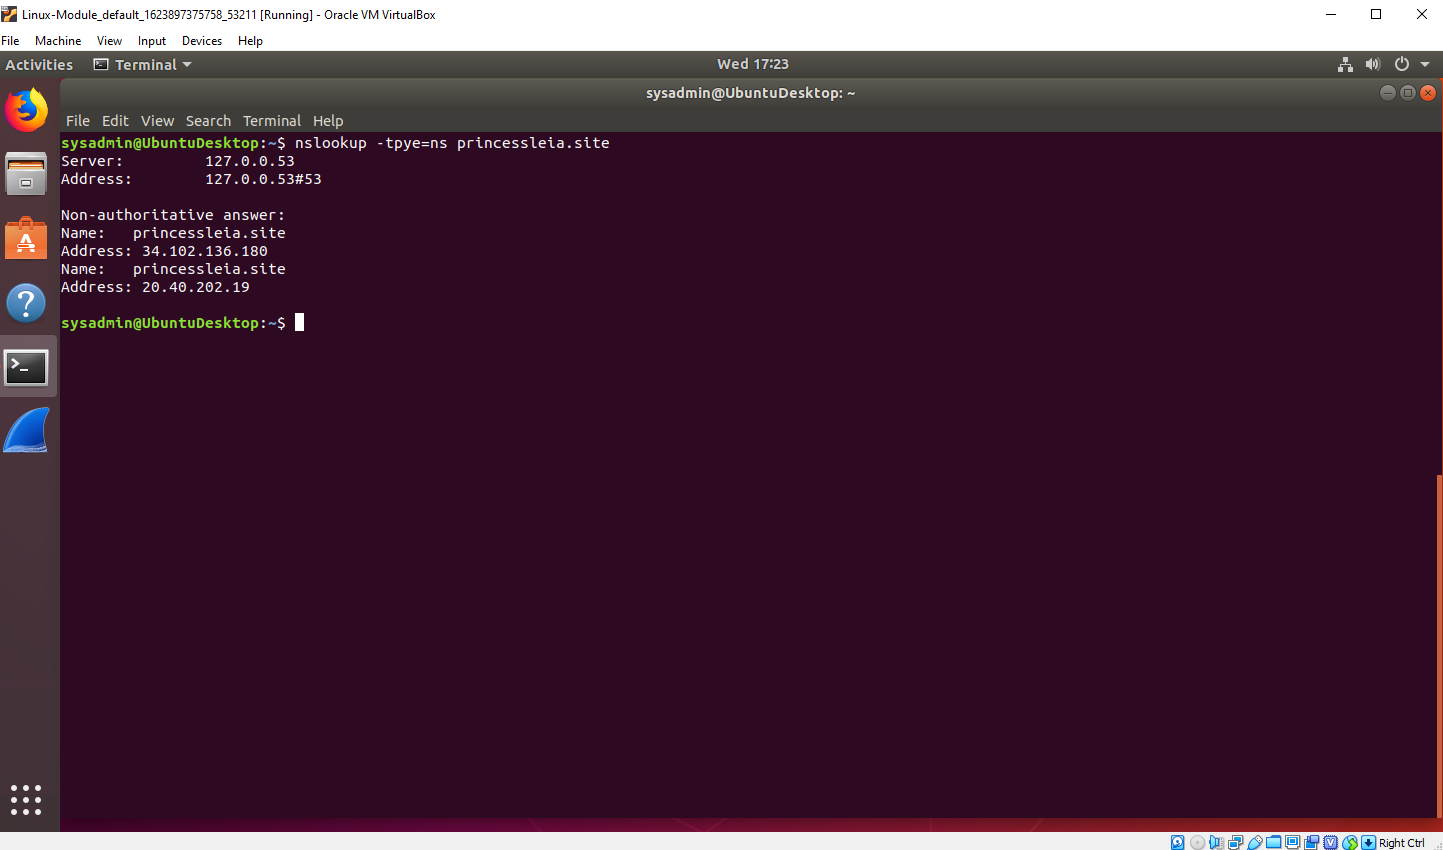 Linux-Module_default_1623897375758_53211 [Running] - Oracle VM VirtualBox
File Machine View Input Devices Help
Activities Terminal Wed 17:23
sysadmin@UbuntuDesktop: ~
File Edit View Search Terminal Help
sysadmin@UbuntuDesktop:~$ nslookup -tpye=ns princessleia.site
Server: 127.0.0.53
Address: 127.0.0.53#53
Non-authoritative answer:
Name: princessleia.site
Address: 34.102.136.180
Name: princessleia.site
Address: 20.40.202.19
sysadmin@UbuntuDesktop:~$
Right Ctrl